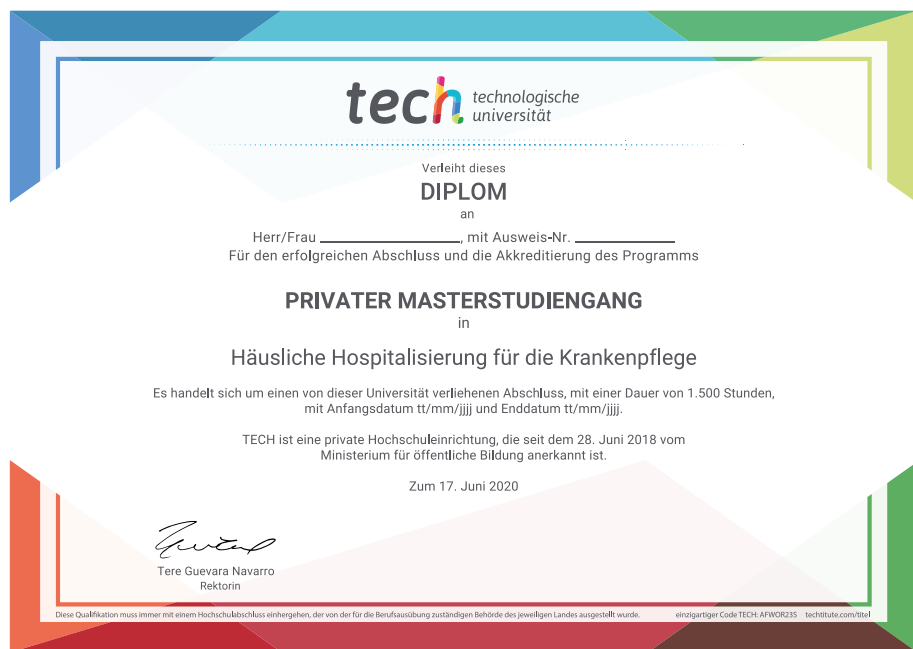 tech technologische
universität
Verleiht dieses
DIPLOM
an
Herr/Frau ____________________, mit Ausweis-Nr. ______________
Für den erfolgreichen Abschluss und die Akkreditierung des Programms
PRIVATER MASTERSTUDIENGANG
in
Häusliche Hospitalisierung für die Krankenpflege
Es handelt sich um einen von dieser Universität verliehenen Abschluss, mit einer Dauer von 1.500 Stunden,
mit Anfangsdatum tt/mm/jjjj und Enddatum tt/mm/jjjj.
TECH ist eine private Hochschuleinrichtung, die seit dem 28. Juni 2018 vom
Ministerium für öffentliche Bildung anerkannt ist.
Zum 17. Juni 2020
Tere Guevara Navarro
Rektorin
Diese Qualifikation muss immer mit einem Hochschulabschluss einhergehen, der von der für die Berufsausübung zuständigen Behörde des jeweiligen Landes ausgestellt wurde. einzigartiger Code TECH: AFWOR23S techtitute.com/titel